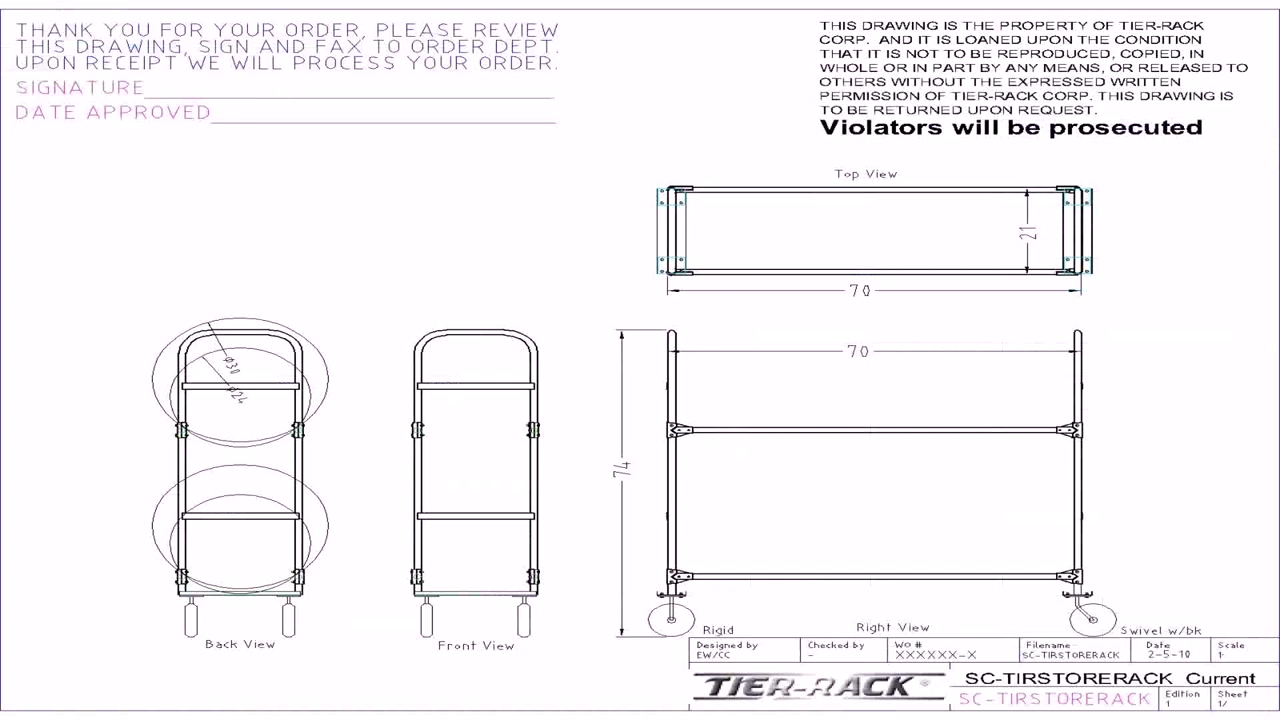 THANK YOU FOR YOUR ORDER, PLEASE REVIEW
THIS DRAWING, SIGN AND FAX TO ORDER DEPT.
UPON RECEIPT WE WILL PROCESS YOUR ORDER.
SIGNATURE
DATE APPROVED
THIS DRAWING IS THE PROPERTY OF TIER-RACK
CORP. AND IT IS LOANED UPON THE CONDITION
THAT IT IS NOT TO BE REPRODUCED, COPIED, IN
WHOLE OR IN PART BY ANY MEANS, OR RELEASED TO
OTHERS WITHOUT THE EXPRESSED WRITTEN
PERMISSION OF TIER-RACK CORP. THIS DRAWING IS
TO BE RETURNED UPON REQUEST.
Violators will be prosecuted
Top View
21
70
Φ30
Φ24
70
74
Back View
Front View
Rigid
Right View
Swivel w/bk
Designed by
EW/CC
Checked by
-
WO #
XXXXXX-X
Filename
SC-TIRSTORERACK
Date
2-5-10
Scale
1:
TIER-RACK ®
SC-TIRSTORERACK Current
SC-TIRSTORERACK
Edition
1
Sheet
1/